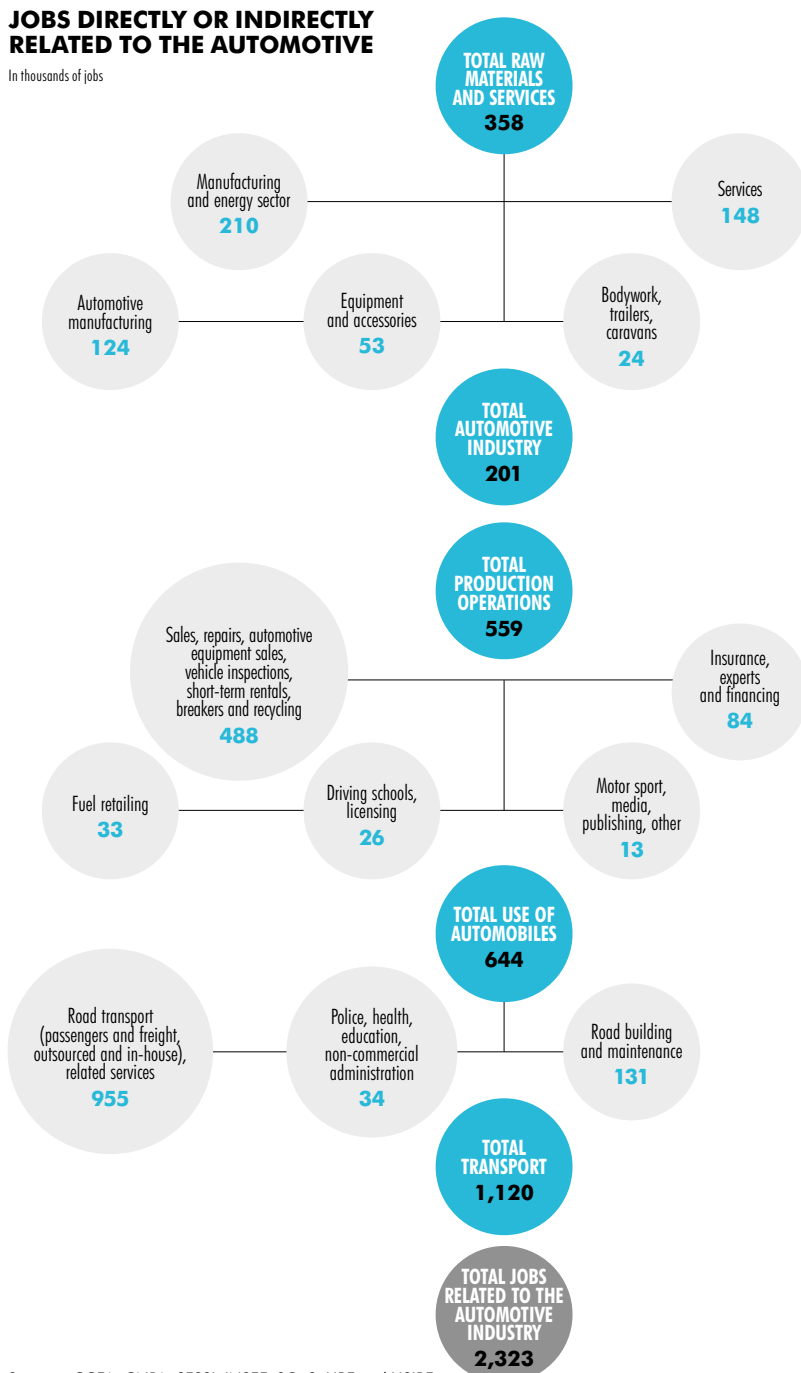 JOBS DIRECTLY OR INDIRECTLY
RELATED TO THE AUTOMOTIVE
In thousands of jobs
TOTAL RAW
MATERIALS
AND SERVICES
358
Manufacturing
and energy sector
210
Services
148
Automotive
manufacturing
124
Equipment
and accessories
53
Bodywork,
trailers,
caravans
24
TOTAL
AUTOMOTIVE
INDUSTRY
201
TOTAL
PRODUCTION
OPERATIONS
559
Sales, repairs, automotive
equipment sales,
vehicle inspections,
short-term rentals,
breakers and recycling
488
Insurance,
experts
and financing
84
Fuel retailing
33
Driving schools,
licensing
26
Motor sport,
media,
publishing, other
13
TOTAL USE OF
AUTOMOBILES
644
Road transport
(passengers and freight,
outsourced and in-house),
related services
955
Police, health,
education,
non-commercial
administration
34
Road building
and maintenance
131
TOTAL
TRANSPORT
1,120
TOTAL JOBS
RELATED TO THE
AUTOMOTIVE
INDUSTRY
2,323